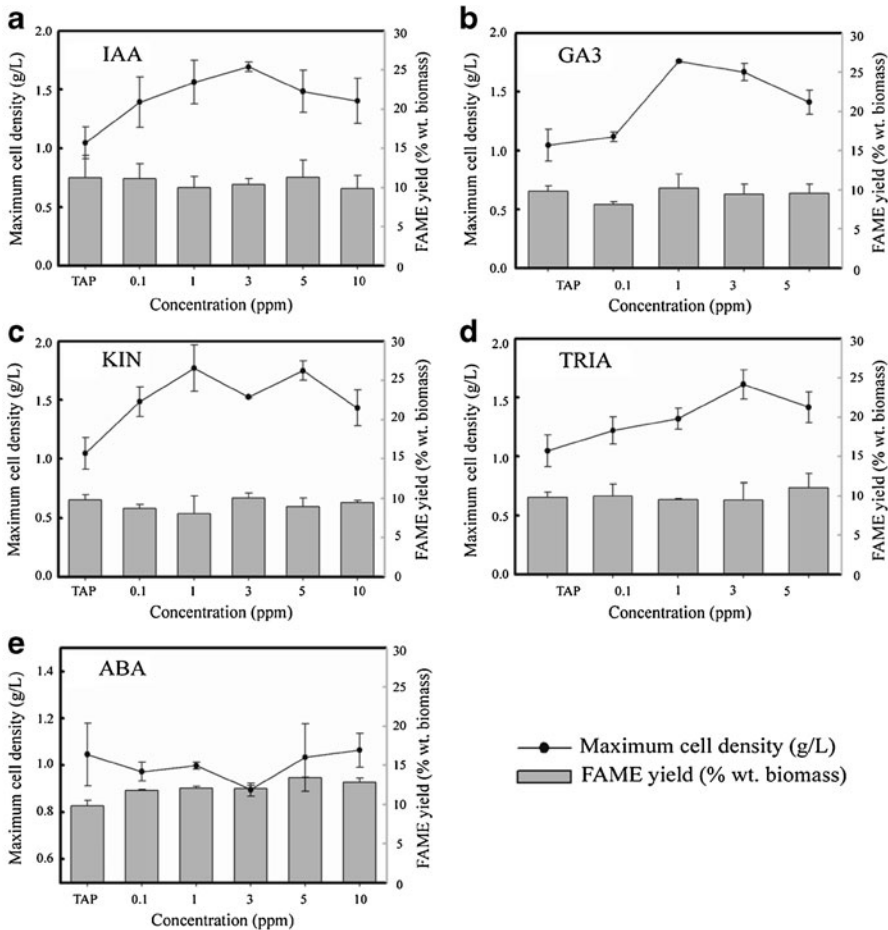 a
IAA
Maximum cell density (g/L)
2.0
1.5
1.0
0.5
0.0
30
25
20
15
10
5
0
FAME yield (% wt. biomass)
TAP 0.1 1 3 5 10
Concentration (ppm)
b
GA3
Maximum cell density (g/L)
2.0
1.5
1.0
0.5
0.0
30
25
20
15
10
5
0
FAME yield (% wt. biomass)
TAP 0.1 1 3 5
Concentration (ppm)
c
KIN
Maximum cell density (g/L)
2.0
1.5
1.0
0.5
0.0
30
25
20
15
10
5
0
FAME yield (% wt. biomass)
TAP 0.1 1 3 5 10
Concentration (ppm)
d
TRIA
Maximum cell density (g/L)
2.0
1.5
1.0
0.5
0.0
30
25
20
15
10
5
0
FAME yield (% wt. biomass)
TAP 0.1 1 3 5
Concentration (ppm)
e
ABA
Maximum cell density (g/L)
1.4
1.2
1.0
0.8
0.6
30
25
20
15
10
5
0
FAME yield (% wt. biomass)
TAP 0.1 1 3 5 10
Concentration (ppm)
Maximum cell density (g/L)
FAME yield (% wt. biomass)